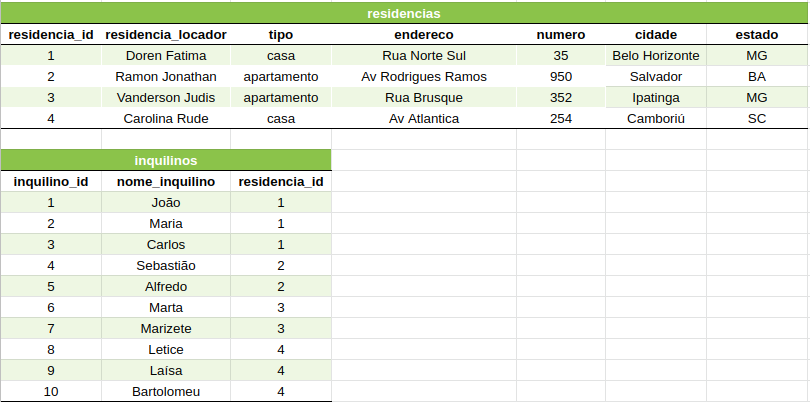 residencias
residencia_id residencia_locador tipo endereco numero cidade estado
1 Doren Fatima casa Rua Norte Sul 35 Belo Horizonte MG
2 Ramon Jonathan apartamento Av Rodrigues Ramos 950 Salvador BA
3 Vanderson Judis apartamento Rua Brusque 352 Ipatinga MG
4 Carolina Rude casa Av Atlantica 254 Camboriú SC
inquilinos
inquilino_id nome_inquilino residencia_id
1 João 1
2 Maria 1
3 Carlos 1
4 Sebastião 2
5 Alfredo 2
6 Marta 3
7 Marizete 3
8 Letice 4
9 Laísa 4
10 Bartolomeu 4